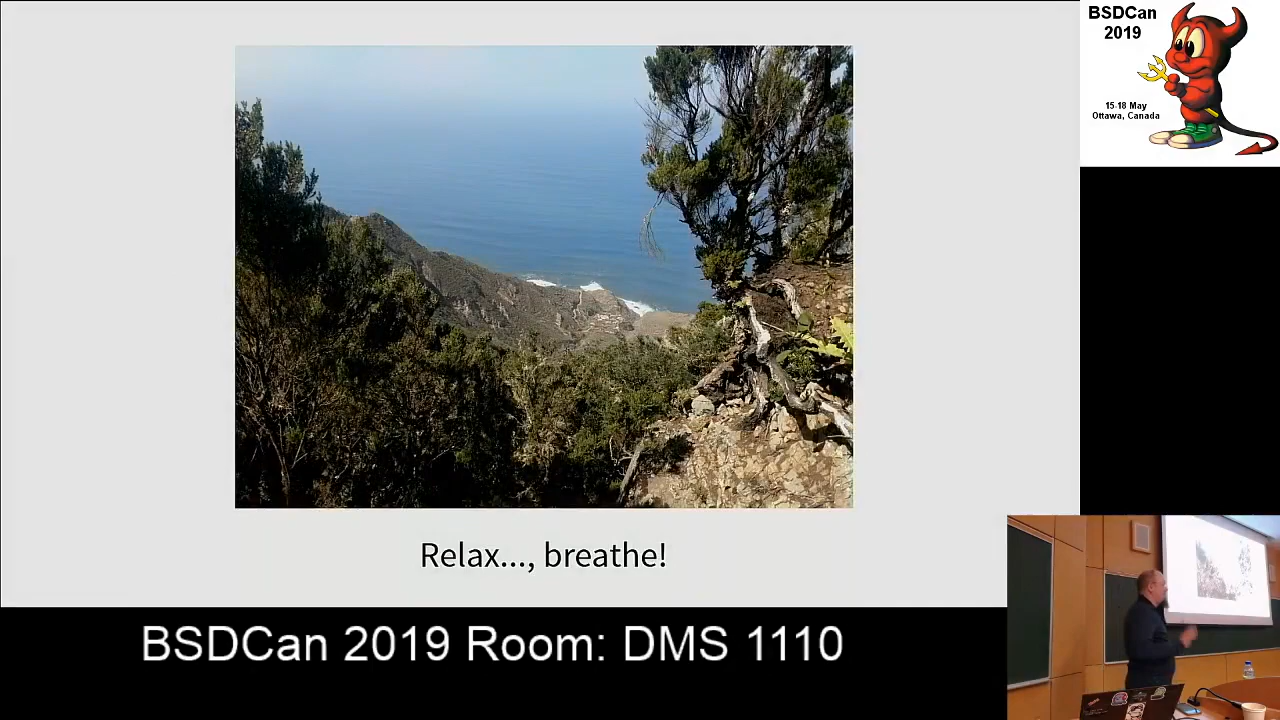 BSDCan
2019
15-18 May
Ottawa, Canada
Relax..., breathe!
BSDCan 2019 Room: DMS 1110